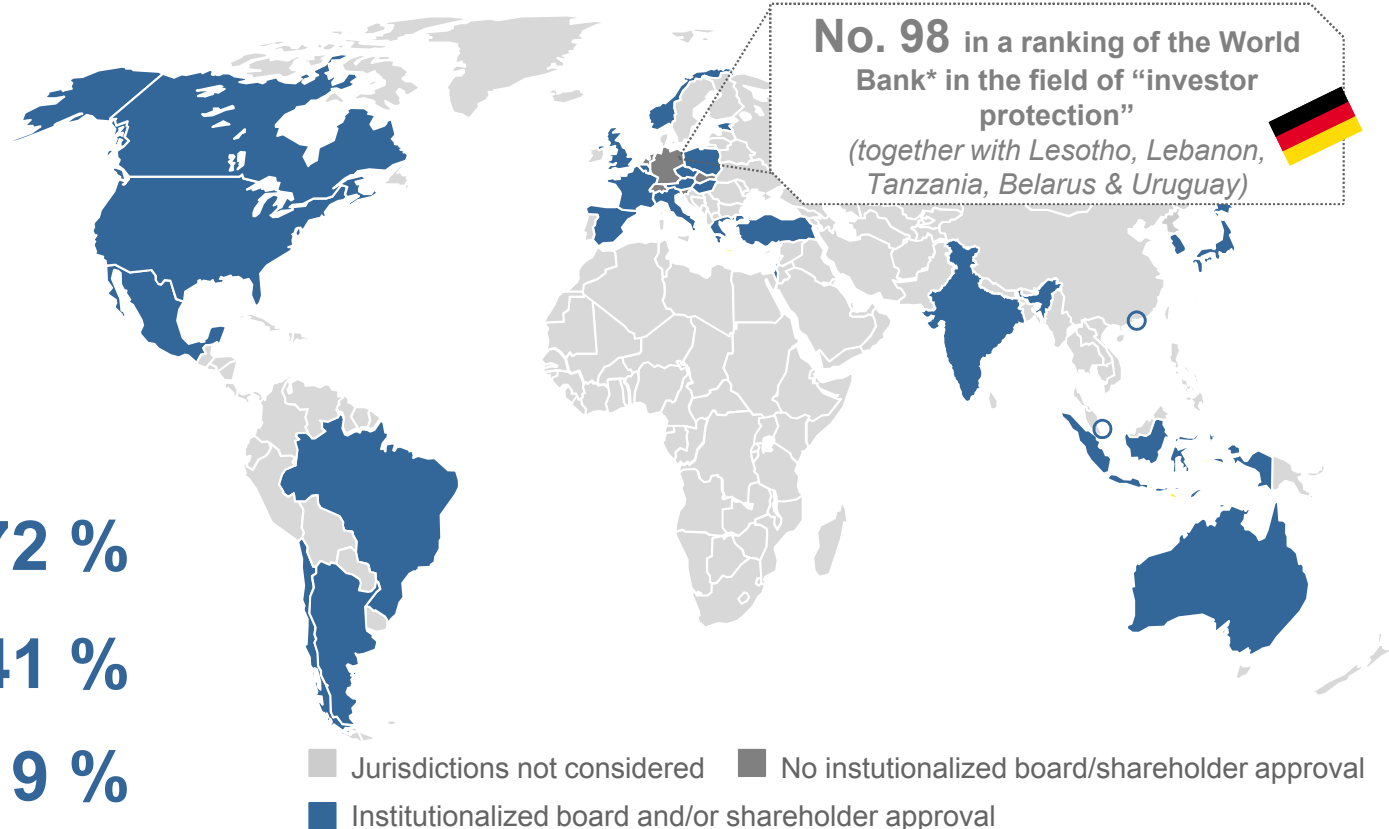 No. 98 in a ranking of the World
Bank* in the field of “investor
protection”
(together with Lesotho, Lebanon,
Tanzania, Belarus & Uruguay)
72 %
41 %
9 %
Jurisdictions not considered
No instutionalized board/shareholder approval
Institutionalized board and/or shareholder approval